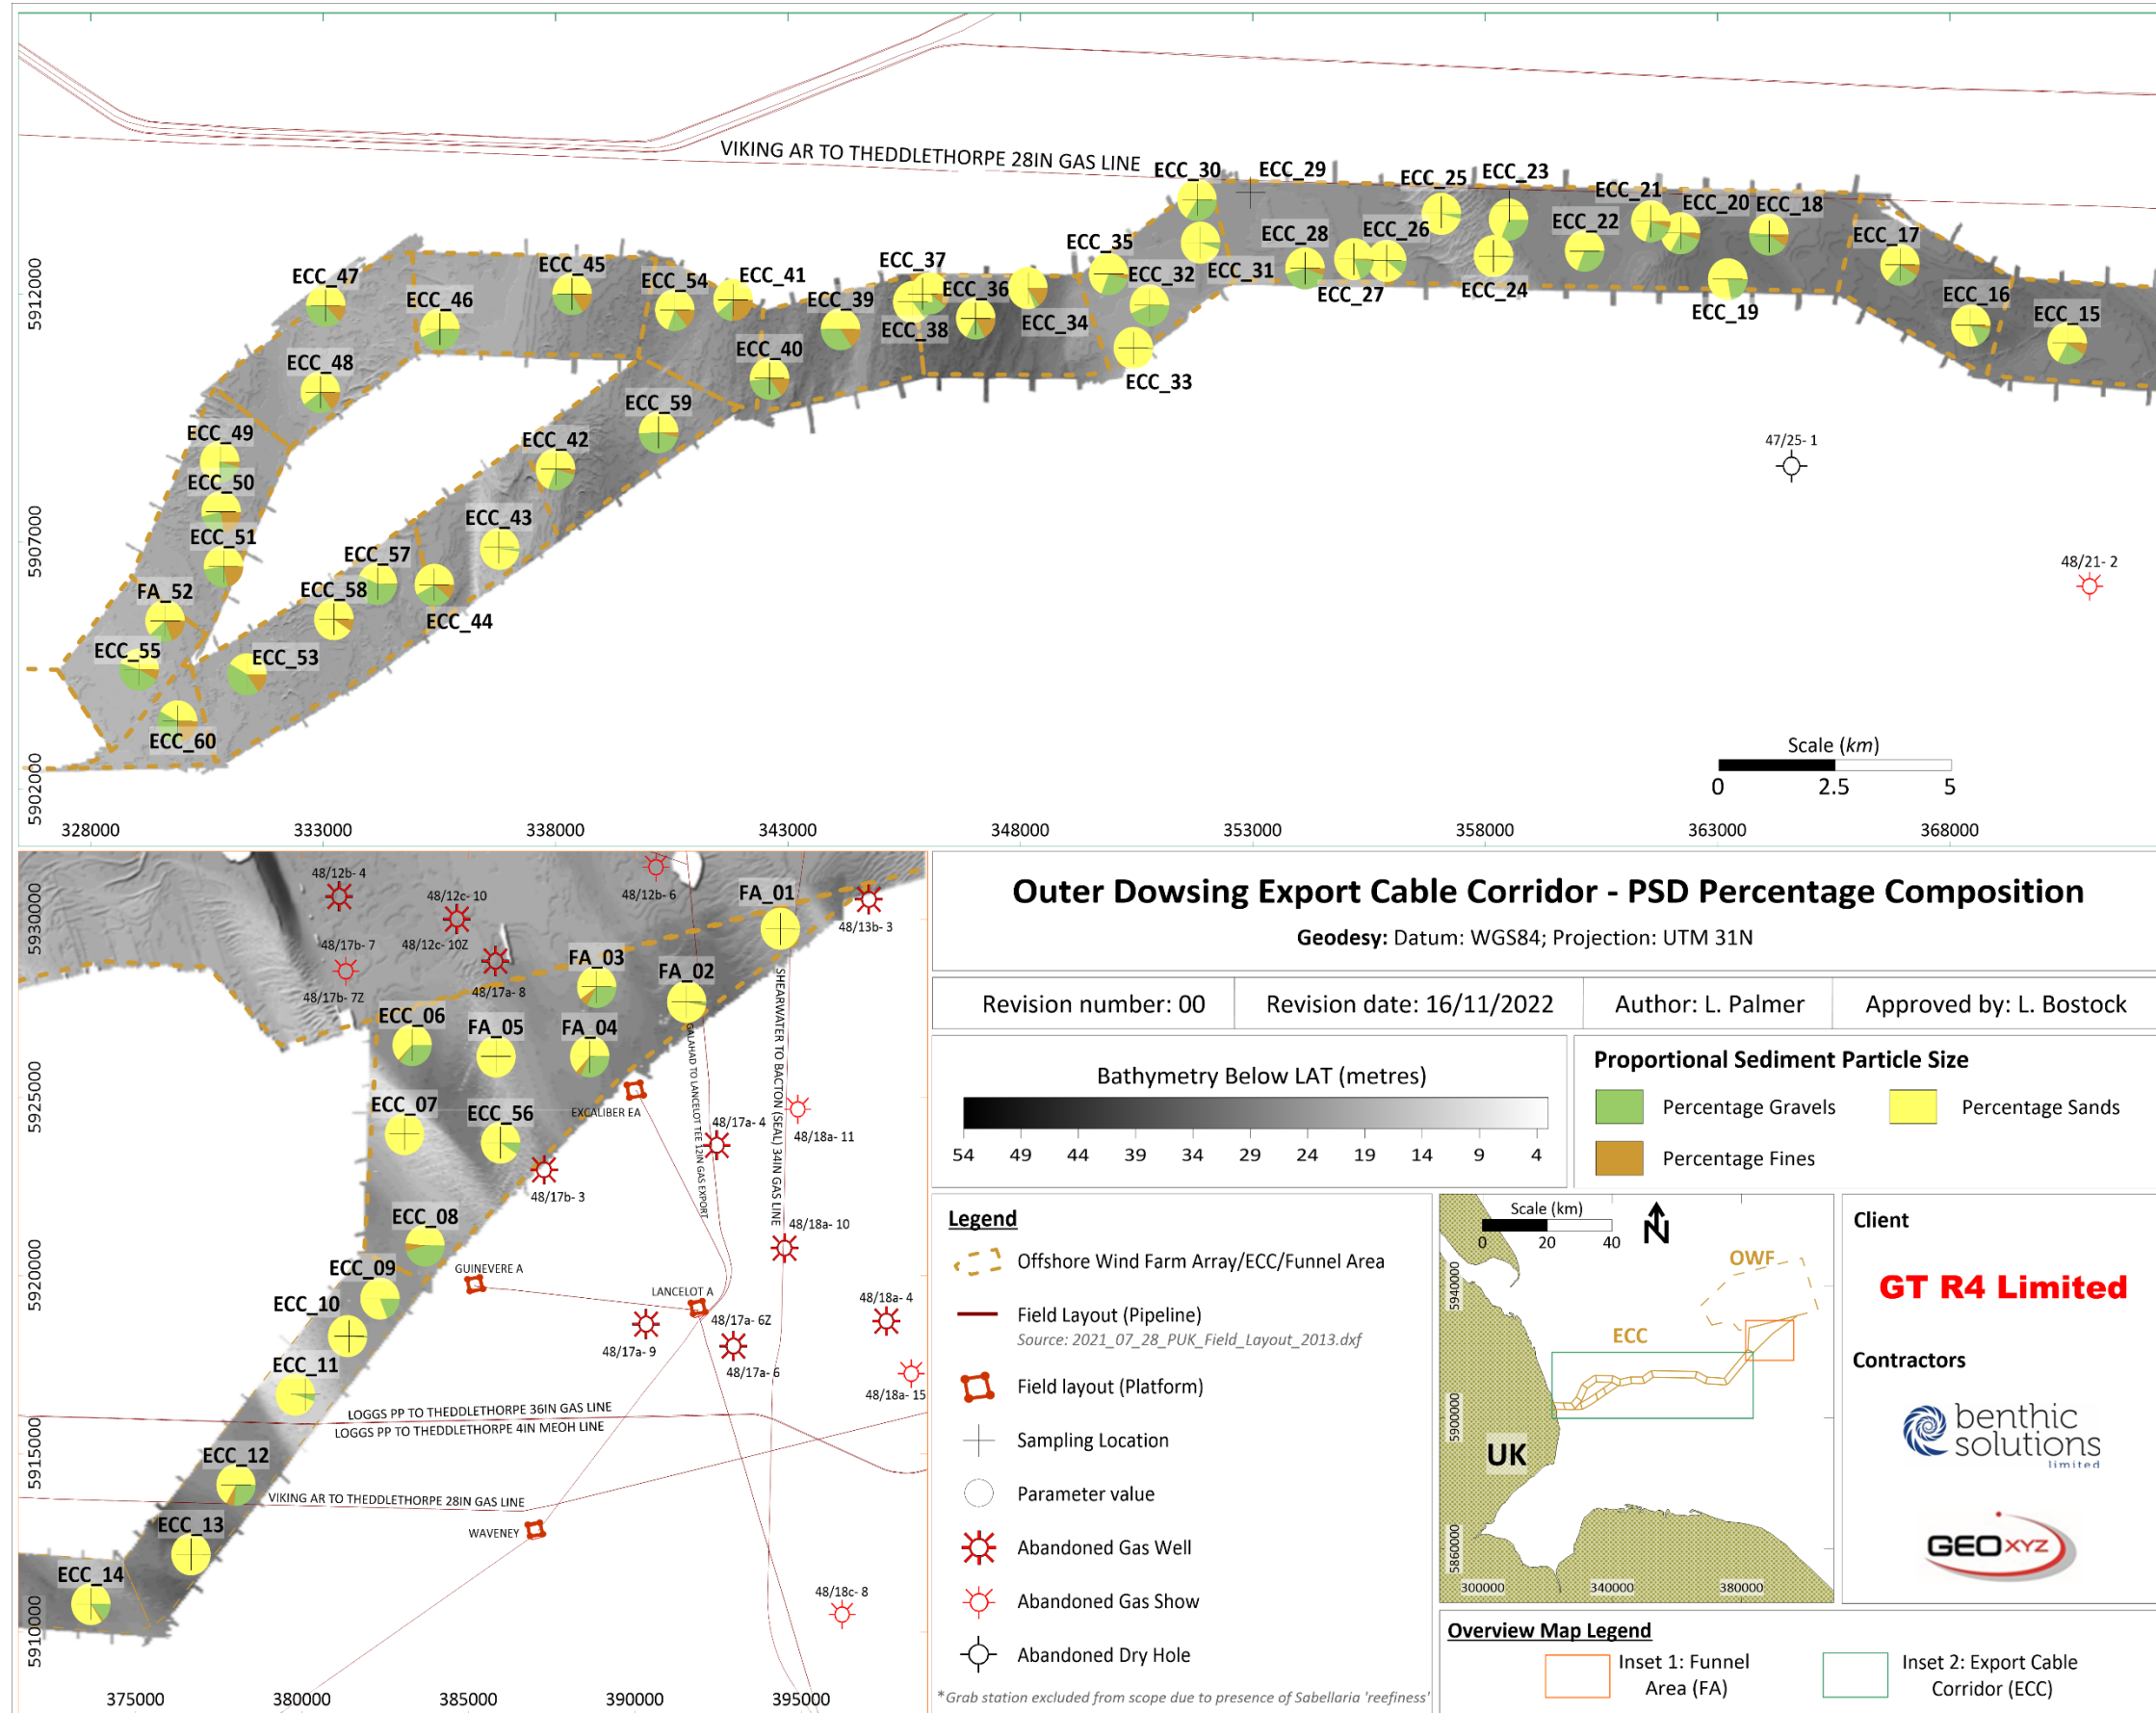 VIKING AR TO THEDDLETHORPE 28IN GAS LINE
ECC_30
ECC_29
ECC_25
ECC_23
ECC_21
ECC_20
ECC_18
ECC_22
ECC_17
ECC_47
ECC_45
ECC_54
ECC_41
ECC_37
ECC_35
ECC_28
ECC_26
ECC_46
ECC_39
ECC_36
ECC_32
ECC_31
ECC_27
ECC_24
ECC_19
ECC_16
ECC_15
ECC_38
ECC_34
ECC_40
ECC_48
ECC_33
ECC_59
ECC_49
ECC_42
47/25- 1
ECC_50
ECC_43
ECC_51
ECC_57
48/21- 2
FA_52
ECC_58
ECC_44
ECC_55
ECC_53
ECC_60
5912000
5907000
5902000
Scale (km)
0 2.5 5
328000 333000 338000 343000 348000 353000 358000 363000 368000
48/12b- 4
48/12c- 10
48/12b- 6
FA_01
48/13b- 3
48/17b- 7
48/12c- 10Z
48/17b- 7Z
48/17a- 8
FA_03
FA_02
ECC_06
FA_05
FA_04
SHEARWATER TO BACTON (SEAL) 34IN GAS LINE
GALAHAD TO LANCELOT TEE 12IN GAS EXPORT
ECC_07
ECC_56
EXCALIBER EA
48/17a- 4
48/18a- 11
48/17b- 3
ECC_08
48/18a- 10
ECC_09
GUINEVERE A
LANCELOT A
ECC_10
48/17a- 6Z
48/18a- 4
48/17a- 9
48/17a- 6
ECC_11
48/18a- 15
LOGGS PP TO THEDDLETHORPE 36IN GAS LINE
LOGGS PP TO THEDDLETHORPE 4IN MEOH LINE
ECC_12
VIKING AR TO THEDDLETHORPE 28IN GAS LINE
WAVENEY
ECC_13
ECC_14
48/18c- 8
5930000
5925000
5920000
5915000
5910000
375000 380000 385000 390000 395000
Outer Dowsing Export Cable Corridor - PSD Percentage Composition
Geodesy: Datum: WGS84; Projection: UTM 31N
Revision number: 00
Revision date: 16/11/2022
Author: L. Palmer
Approved by: L. Bostock
Bathymetry Below LAT (metres)
54 49 44 39 34 29 24 19 14 9 4
Proportional Sediment Particle Size
Percentage Gravels
Percentage Sands
Percentage Fines
Legend
Offshore Wind Farm Array/ECC/Funnel Area
Field Layout (Pipeline)
Source: 2021_07_28_PUK_Field_Layout_2013.dxf
Field layout (Platform)
Sampling Location
Parameter value
Abandoned Gas Well
Abandoned Gas Show
Abandoned Dry Hole
*Grab station excluded from scope due to presence of Sabellaria 'reefiness'
Scale (km)
0 20 40
N
OWF
ECC
UK
5940000
5900000
5860000
300000 340000 380000
Client
GT R4 Limited
Contractors
benthic
solutions
limited
GEOXYZ
Overview Map Legend
Inset 1: Funnel
Area (FA)
Inset 2: Export Cable
Corridor (ECC)